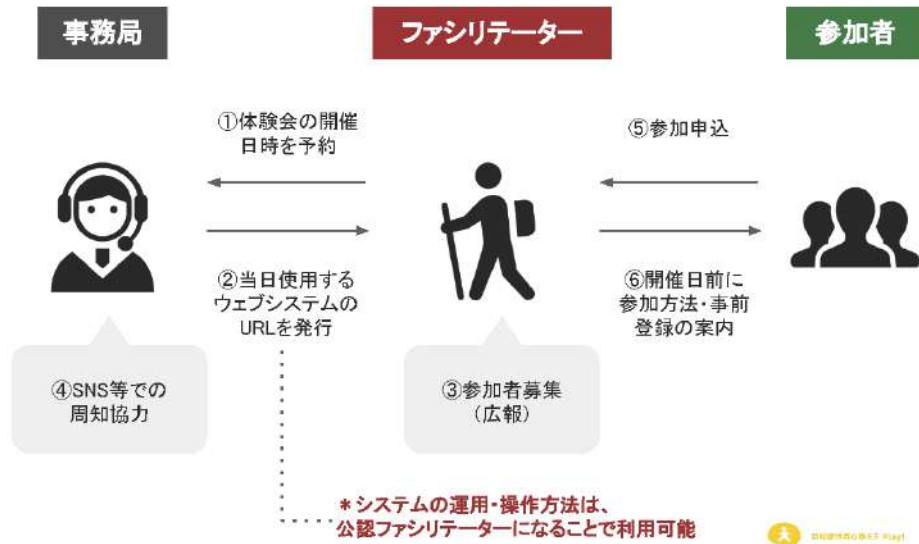 事務局
ファシリテーター
参加者
①体験会の開催
日時を予約
⑤参加申込
②当日使用する
ウェブシステムの
URLを発行
⑥開催日前に
参加方法・事前
登録の案内
④SNS等での
周知協力
③参加者募集
(広報)
*システムの運用・操作方法は、
公認ファシリテーターになることで利用可能